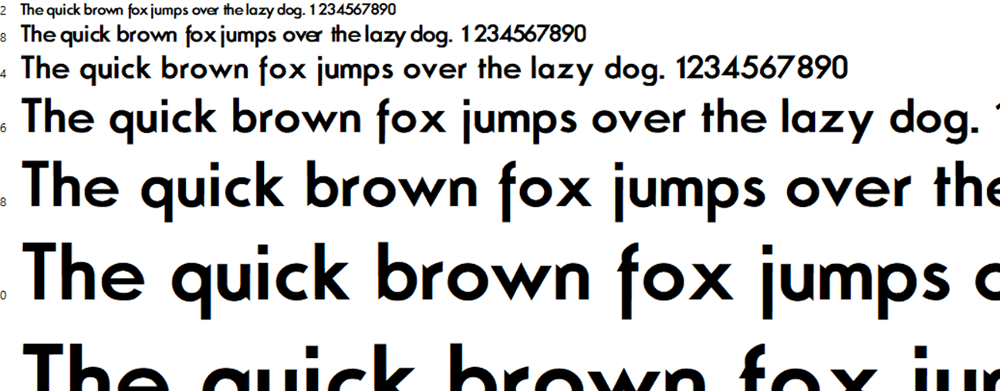 2 The quick brown fox jumps over the lazy dog. 1234567890
8 The quick brown fox jumps over the lazy dog. 1234567890
4 The quick brown fox jumps over the lazy dog. 1234567890
6 The quick brown fox jumps over the lazy dog.
8 The quick brown fox jumps over the
0 The quick brown fox jumps o
The quick brown fox jum